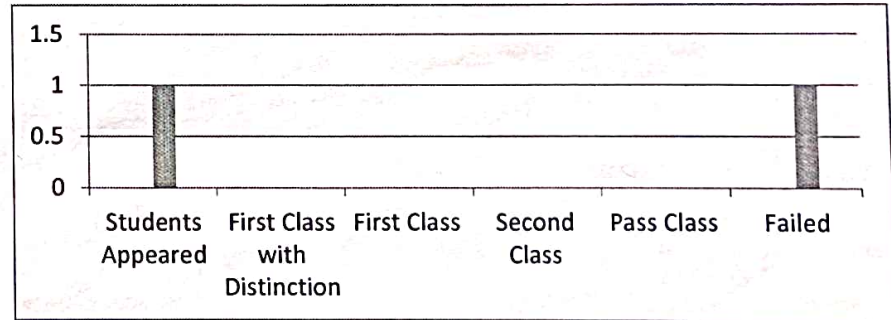 1.5
1
0.5
0
Students First Class First Class Second Pass Class Failed
Appeared with Class
Distinction